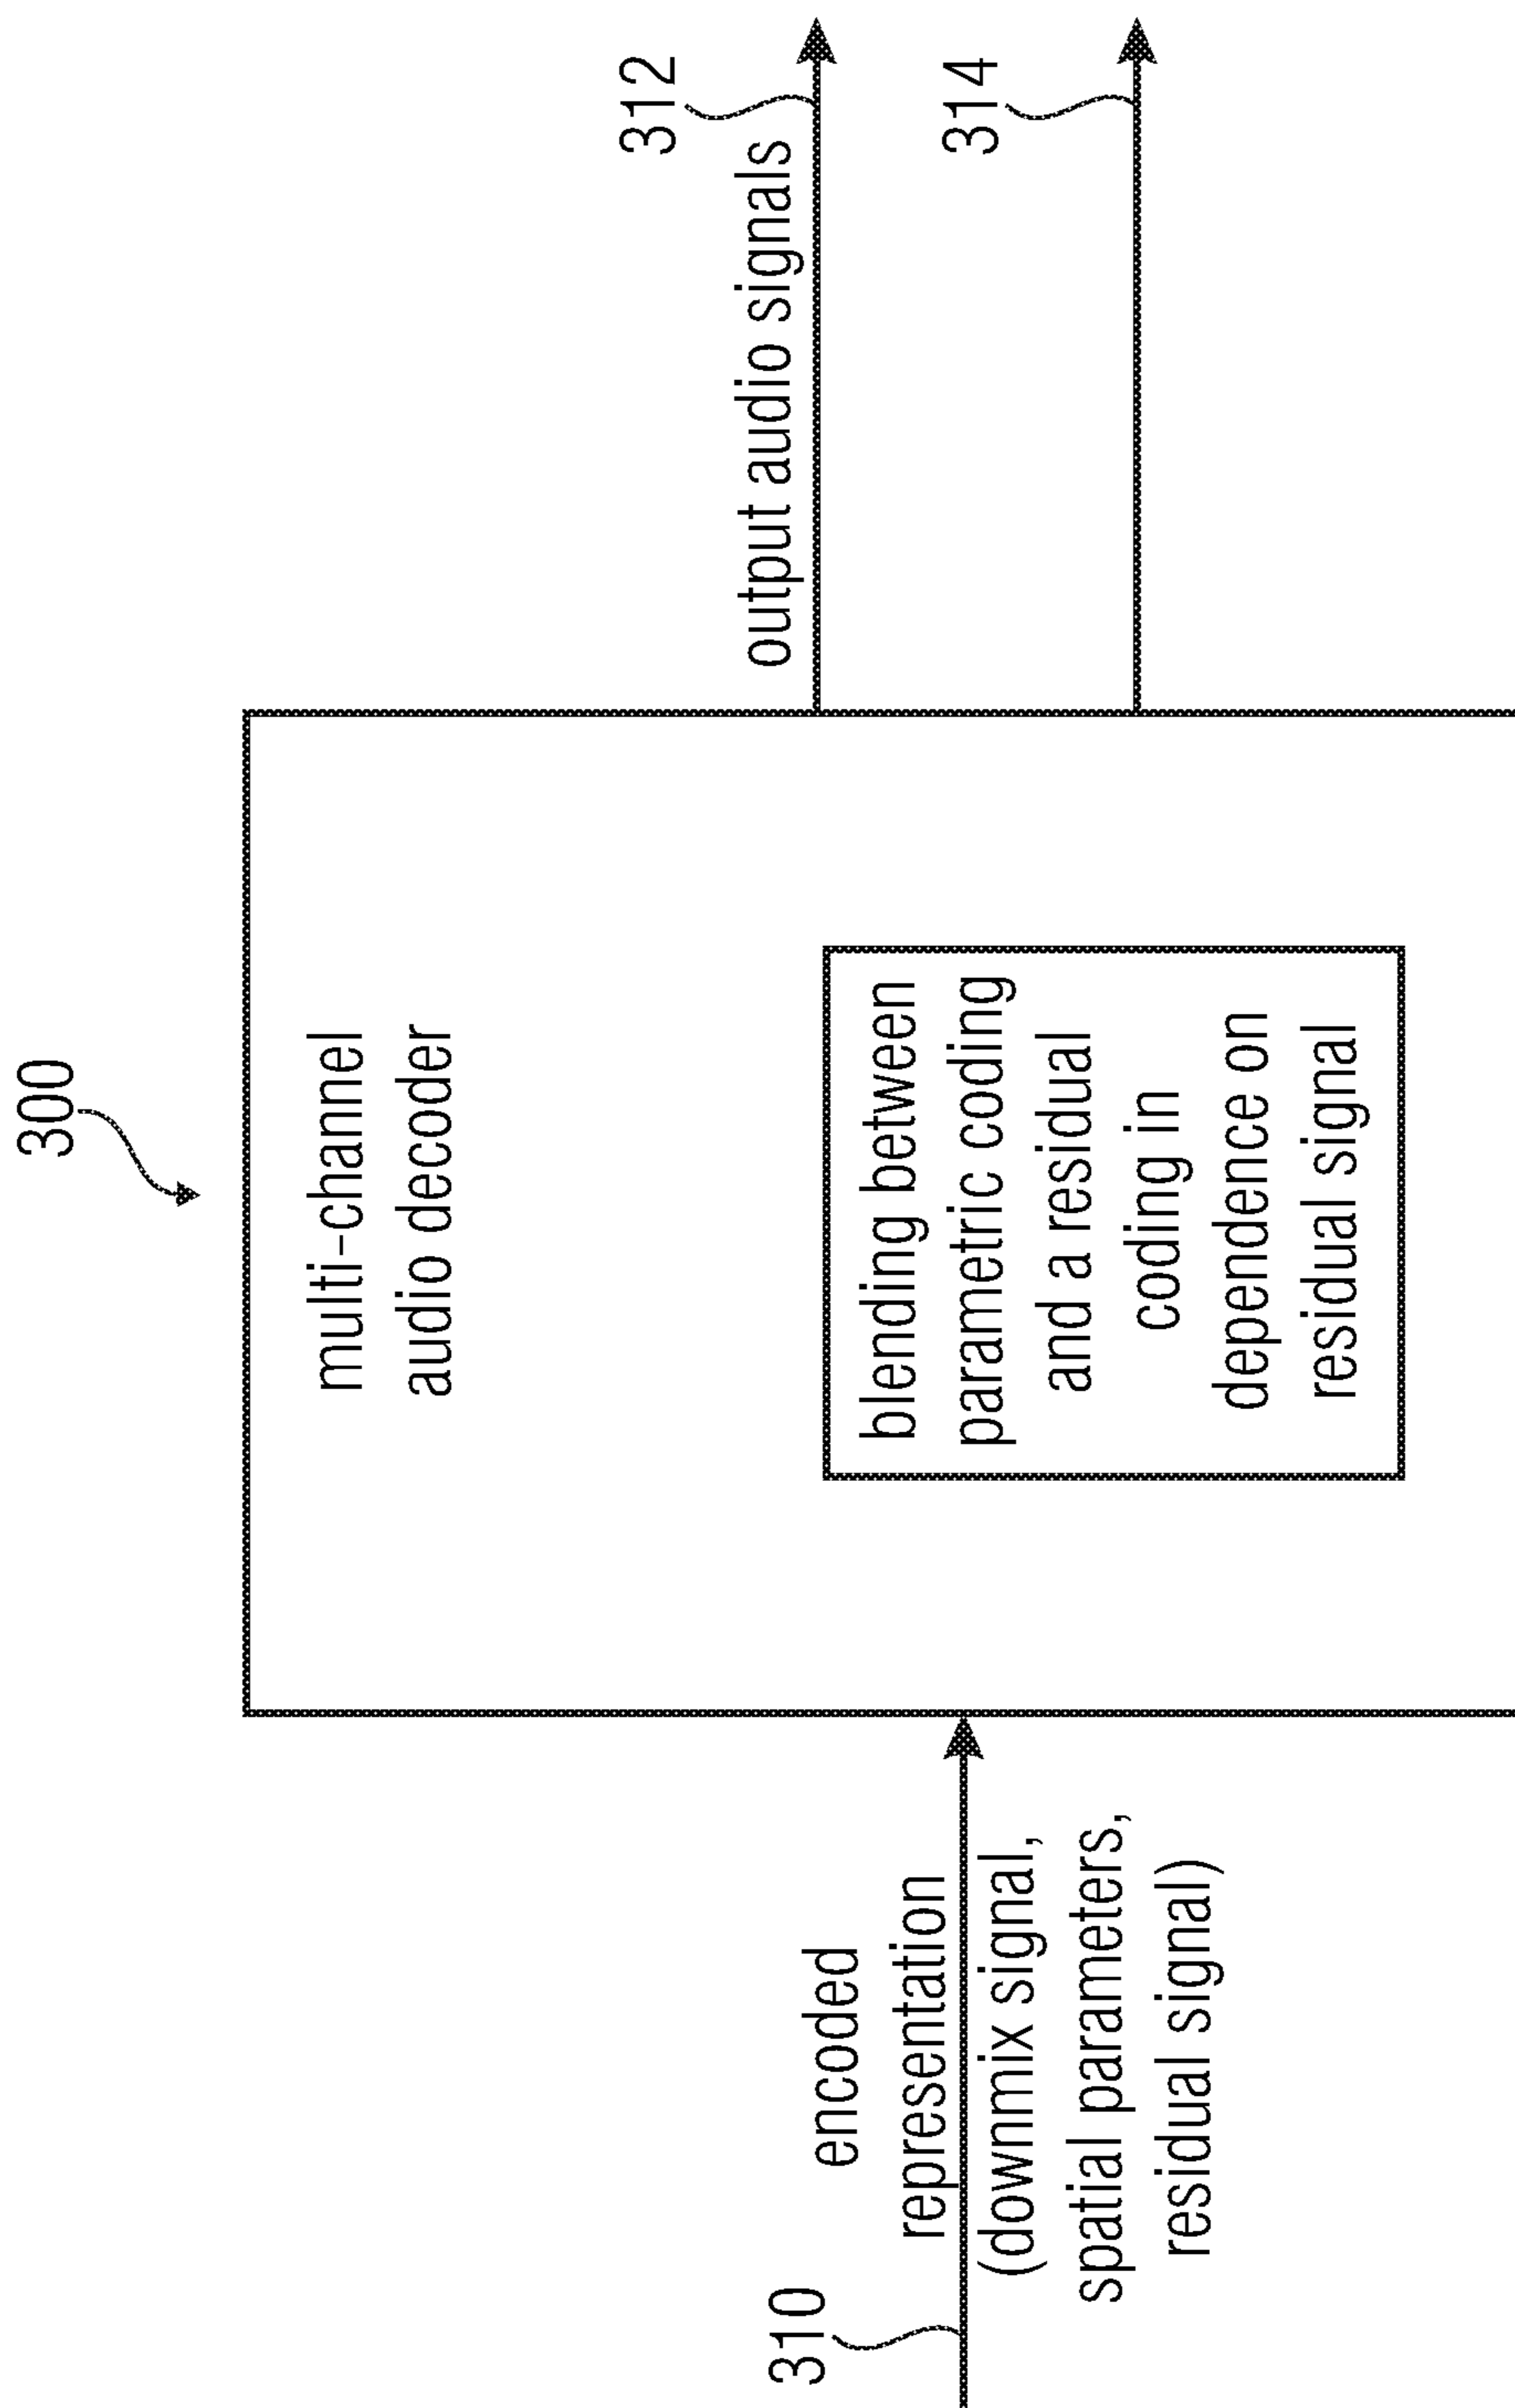 300
multi-channel
audio decoder
310
encoded
representation
(downmix signal,
spatial parameters,
residual signal)
blending between
parametric coding
and a residual
coding in
dependence on
residual signal
312
output audio signals
314